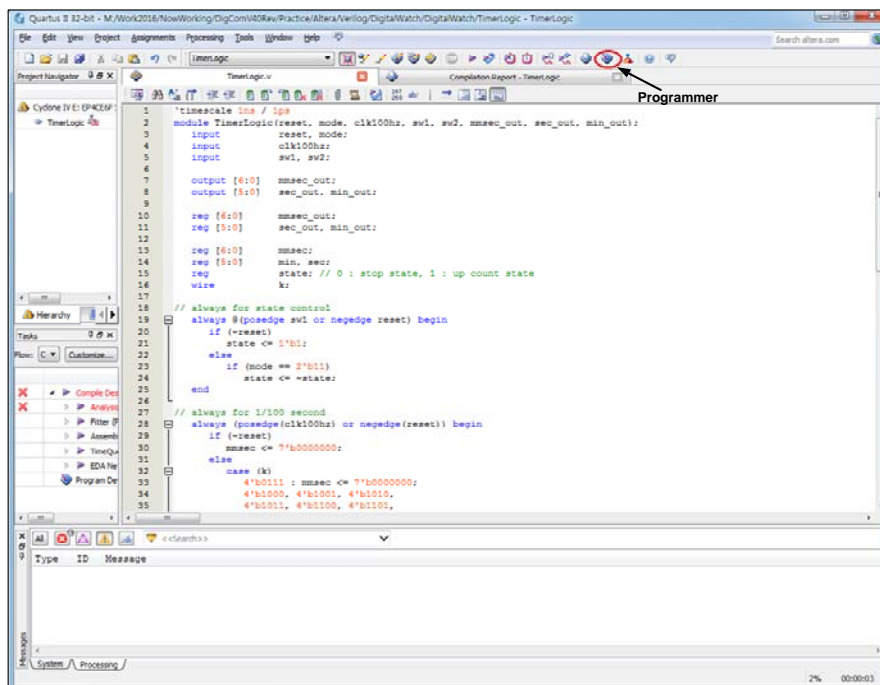 Quartus II 32-bit - M:/Work2016/NowWorking/DigComV40Rev/Practice/Altera/Verilog/DigitalWatch/DigitalWatch/TimerLogic - TimerLogic
File Edit View Project Assignments Processing Tools Window Help
Search altera.com
TimerLogic
Project Navigator
TimerLogic.v
Compilation Report - TimerLogic
Programmer
Cyclone IV E: EP4CE6F1
TimerLogic
1 `timescale 1ns / 1ps
2 module TimerLogic(reset, mode, clk100hz, sw1, sw2, mmsec_out, sec_out, min_out);
3 input reset, mode;
4 input clk100hz;
5 input sw1, sw2;
6
7 output [6:0] mmsec_out;
8 output [5:0] sec_out, min_out;
9
10 reg [6:0] mmsec_out;
11 reg [5:0] sec_out, min_out;
12
13 reg [6:0] mmsec;
14 reg [5:0] min, sec;
15 reg state; // 0 : stop state, 1 : up count state
16 wire k;
17
18 // always for state control
19 always @(posedge sw1 or negedge reset) begin
20 if (~reset)
21 state <= 1'b1;
22 else
23 if (mode == 2'b11)
24 state <= ~state;
25 end
26
27 // always for 1/100 second
28 always (posedge(clk100hz) or negedge(reset)) begin
29 if (~reset)
30 mmsec <= 7'b0000000;
31 else
32 case (k)
33 4'b0111 : mmsec <= 7'b0000000;
34 4'b1000, 4'b1001, 4'b1010,
35 4'b1011, 4'b1100, 4'b1101,
Hierarchy
Tasks
Flow: C Customize...
Compile Des
Analysis
Fitter (P
Assemb
TimeQu
EDA Ne
Program De
All
<<Search>>
Type ID Message
Messages
System Processing
2% 00:00:03